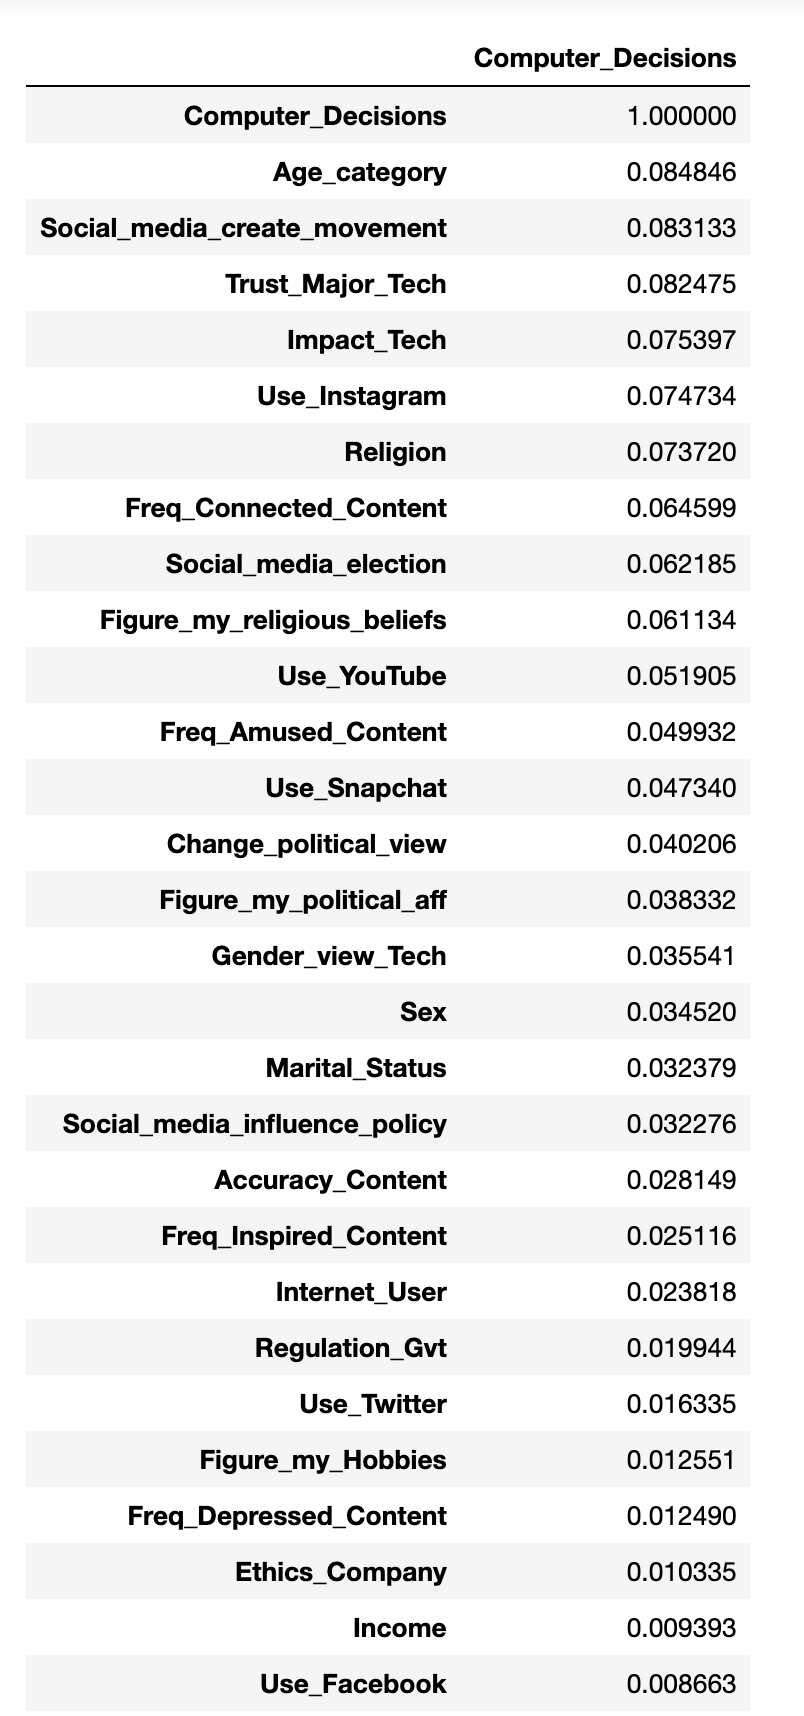 Computer_Decisions
Computer_Decisions 1.000000
Age_category 0.084846
Social_media_create_movement 0.083133
Trust_Major_Tech 0.082475
Impact_Tech 0.075397
Use_Instagram 0.074734
Religion 0.073720
Freq_Connected_Content 0.064599
Social_media_election 0.062185
Figure_my_religious_beliefs 0.061134
Use_YouTube 0.051905
Freq_Amused_Content 0.049932
Use_Snapchat 0.047340
Change_political_view 0.040206
Figure_my_political_aff 0.038332
Gender_view_Tech 0.035541
Sex 0.034520
Marital_Status 0.032379
Social_media_influence_policy 0.032276
Accuracy_Content 0.028149
Freq_Inspired_Content 0.025116
Internet_User 0.023818
Regulation_Gvt 0.019944
Use_Twitter 0.016335
Figure_my_Hobbies 0.012551
Freq_Depressed_Content 0.012490
Ethics_Company 0.010335
Income 0.009393
Use_Facebook 0.008663